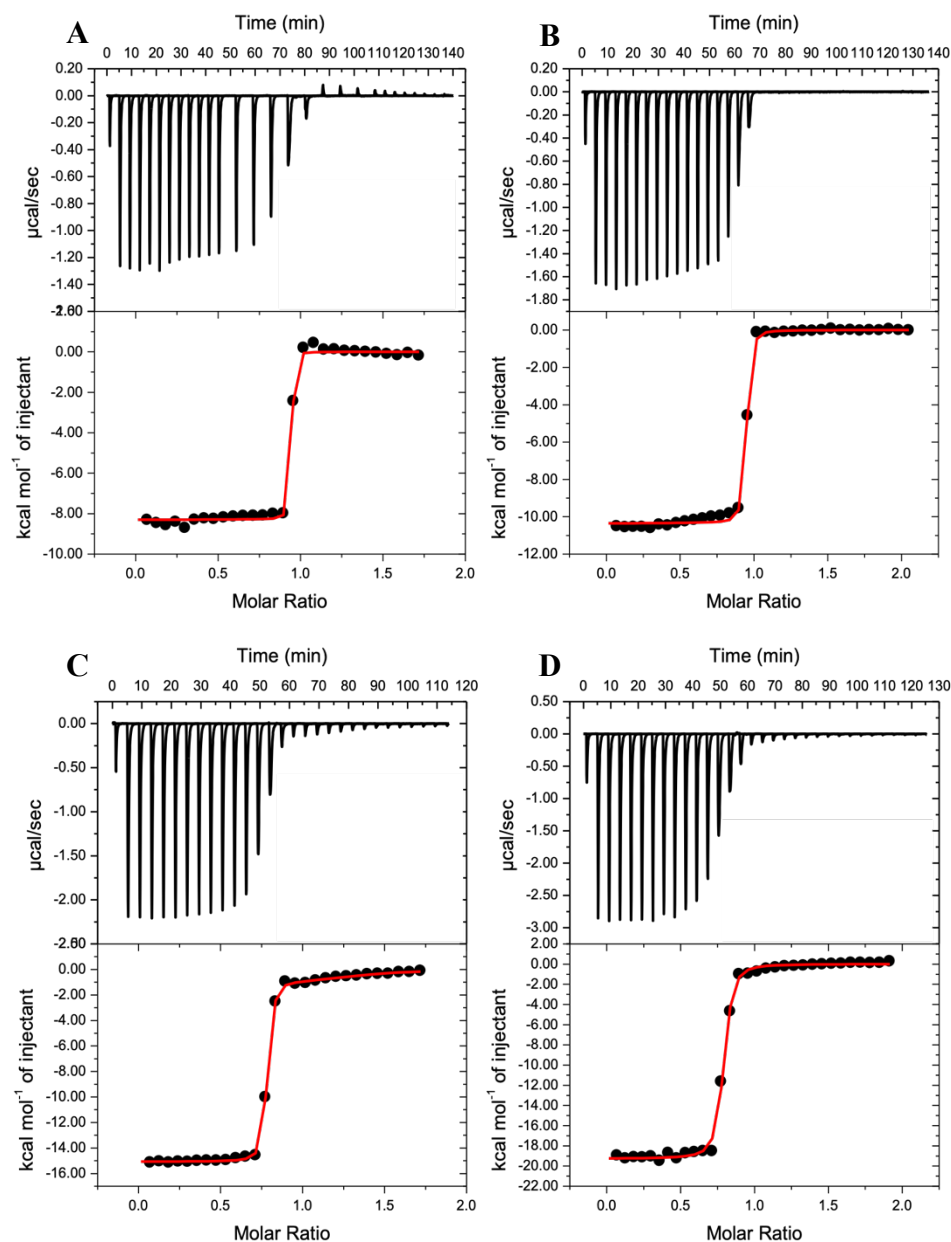 A
Time (min)
0 10 20 30 40 50 60 70 80 90 100 110 120 130 140
0.20
0.00
-0.20
-0.40
-0.60
-0.80
-1.00
-1.20
-1.40
µcal/sec
0.00
-2.00
-4.00
-6.00
-8.00
-10.00
kcal mol⁻¹ of injectant
0.0 0.5 1.0 1.5 2.0
Molar Ratio
B
Time (min)
0 10 20 30 40 50 60 70 80 90 100 110 120 130 140
0.20
0.00
-0.20
-0.40
-0.60
-0.80
-1.00
-1.20
-1.40
-1.60
-1.80
µcal/sec
0.00
-2.00
-4.00
-6.00
-8.00
-10.00
-12.00
kcal mol⁻¹ of injectant
0.0 0.5 1.0 1.5 2.0
Molar Ratio
C
Time (min)
0 10 20 30 40 50 60 70 80 90 100 110 120
0.00
-0.50
-1.00
-1.50
-2.00
µcal/sec
0.00
-2.00
-4.00
-6.00
-8.00
-10.00
-12.00
-14.00
-16.00
kcal mol⁻¹ of injectant
0.0 0.5 1.0 1.5 2.0
Molar Ratio
D
Time (min)
0 10 20 30 40 50 60 70 80 90 100 110 120 130
0.50
0.00
-0.50
-1.00
-1.50
-2.00
-2.50
-3.00
µcal/sec
2.00
0.00
-2.00
-4.00
-6.00
-8.00
-10.00
-12.00
-14.00
-16.00
-18.00
-20.00
-22.00
kcal mol⁻¹ of injectant
0.0 0.5 1.0 1.5 2.0
Molar Ratio